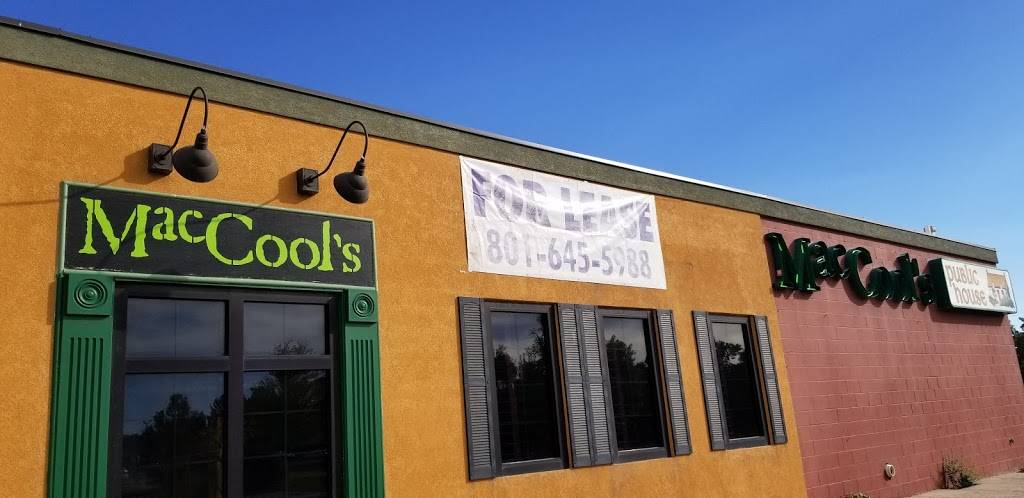 MacCool's
FOR LEASE
801-645-5988
MacCool's
public
house